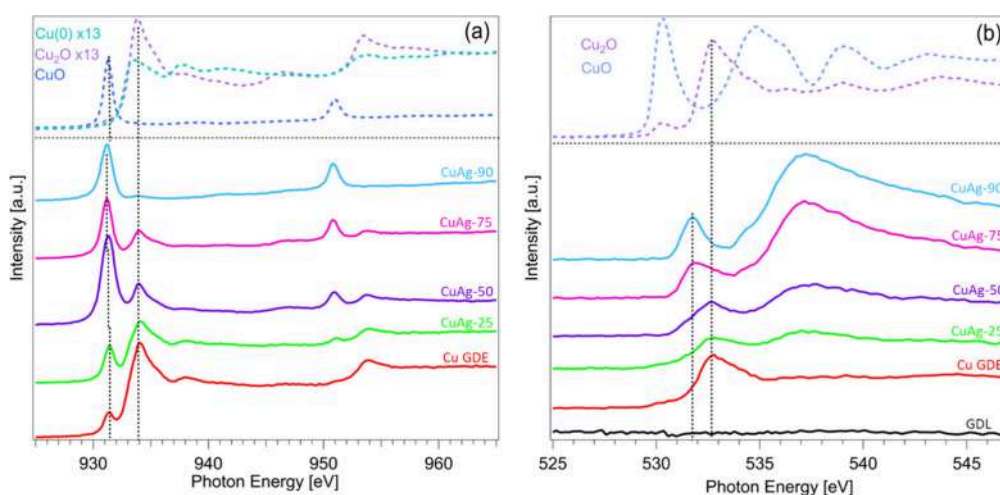 (a)
Cu(0) x13
Cu₂O x13
CuO
CuAg-90
CuAg-75
CuAg-50
CuAg-25
Cu GDE
Intensity [a.u.]
930 940 950 960
Photon Energy [eV]
(b)
Cu₂O
CuO
CuAg-90
CuAg-75
CuAg-50
CuAg-25
Cu GDE
GDL
Intensity [a.u.]
525 530 535 540 545
Photon Energy [eV]